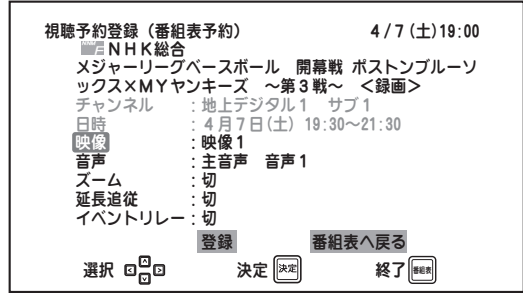 視聴予約登録（番組表予約） 4/7(土)19:00
NHK総合
メジャーリーグベースボール 開幕戦 ボストンブルーソ
ックス×MYヤンキーズ ～第3戦～ ＜録画＞
チャンネル ：地上デジタル1 サブ1
日時 ：4月7日(土) 19:30～21:30
映像 ：映像1
音声 ：主音声 音声1
ズーム ：切
延長追従 ：切
イベントリレー：切
登録 番組表へ戻る
選択 決定 決定 終了 番組表